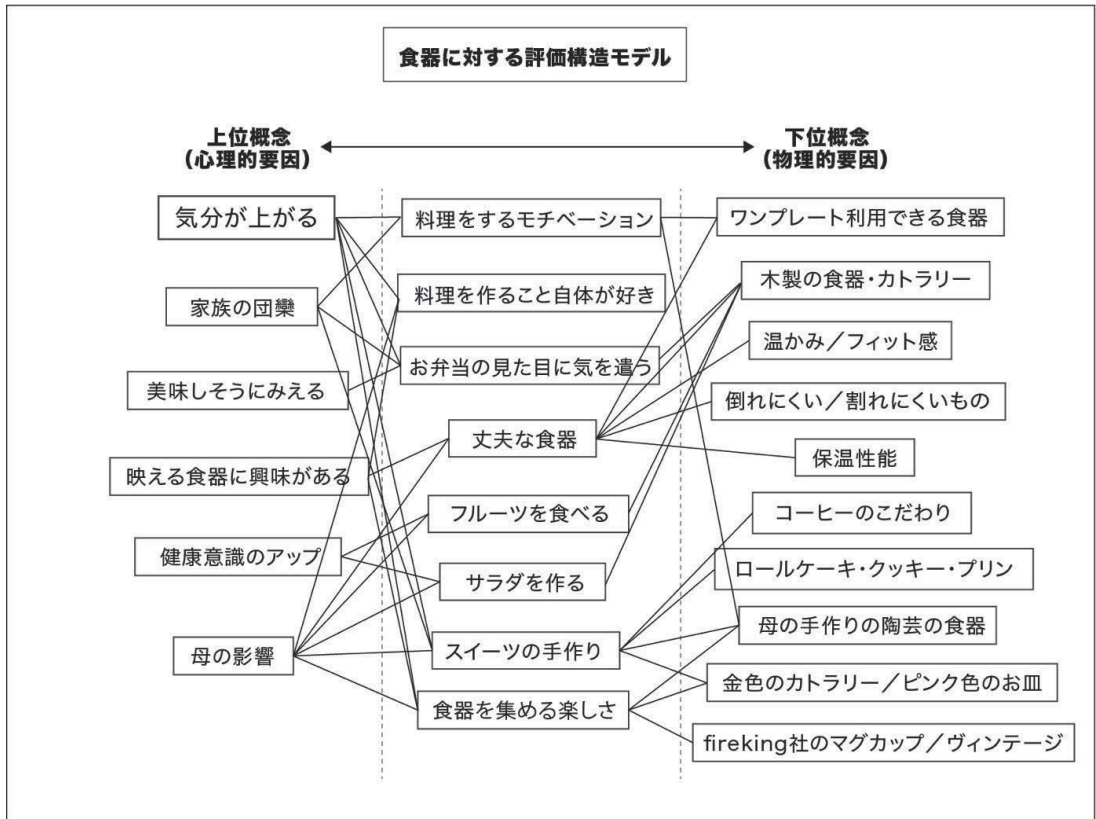 食器に対する評価構造モデル
上位概念
(心理的要因)
下位概念
(物理的要因)
気分が上がる
家族の団欒
美味しそうにみえる
映える食器に興味がある
健康意識のアップ
母の影響
料理をするモチベーション
料理を作ること自体が好き
お弁当の見た目に気を遣う
丈夫な食器
フルーツを食べる
サラダを作る
スイーツの手作り
食器を集める楽しさ
ワンプレート利用できる食器
木製の食器・カトラリー
温かみ／フィット感
倒れにくい／割れにくいもの
保温性能
コーヒーのこだわり
ロールケーキ・クッキー・プリン
母の手作りの陶芸の食器
金色のカトラリー／ピンク色のお皿
fireking社のマグカップ／ヴィンテージ